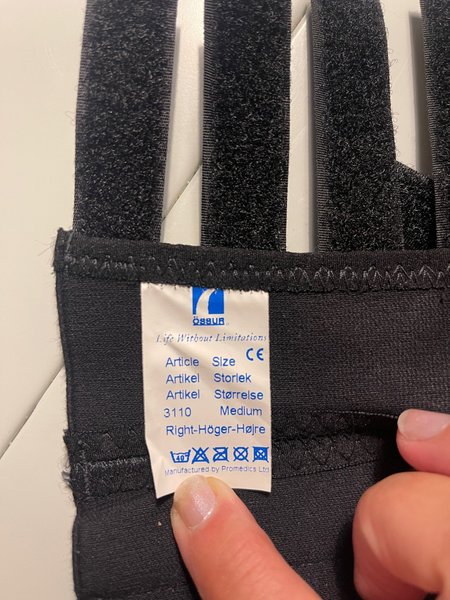 ÖSSUR
Life Without Limitations
Article Size CE
Artikel Storlek
Artikel Størrelse
3110 Medium
Right-Höger-Højre
40
Manufactured by Promedics Ltd